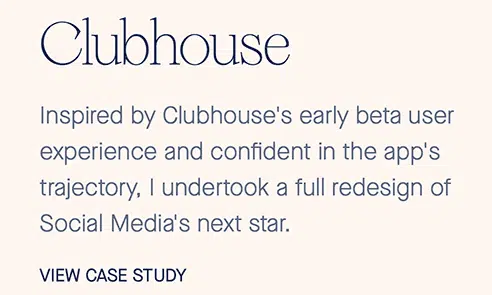 Clubhouse
Inspired by Clubhouse's early beta user
experience and confident in the app's
trajectory, I undertook a full redesign of
Social Media's next star.
VIEW CASE STUDY